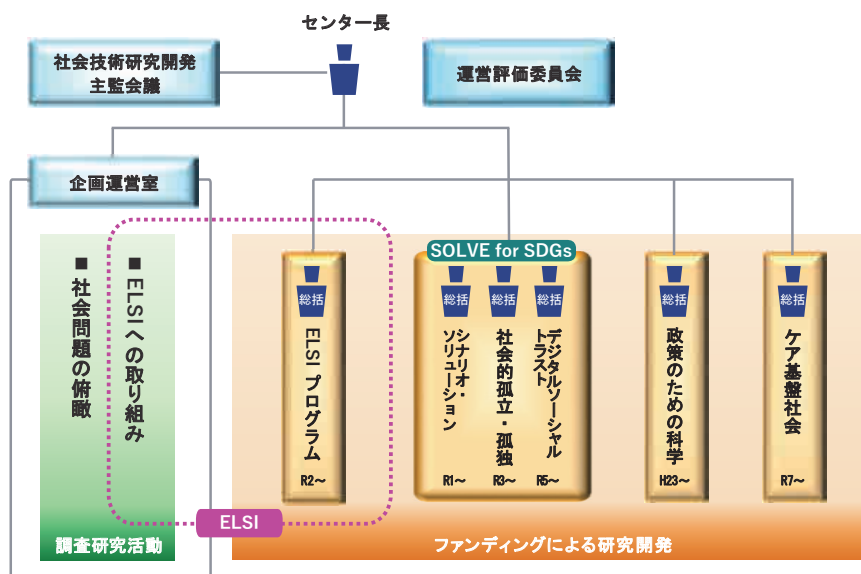 センター長
社会技術研究開発
主監会議
運営評価委員会
企画運営室
■ 社会問題の俯瞰
■ ELSIへの取り組み
調査研究活動
ELSI
総括
ELSI プログラム
R2〜
SOLVE for SDGs
総括
シナリオ・
ソリューション
R1〜
総括
社会的孤立・孤独
R3〜
総括
デジタルソーシャル
トラスト
R5〜
総括
政策のための科学
H23〜
総括
ケア基盤社会
R7〜
ファンディングによる研究開発